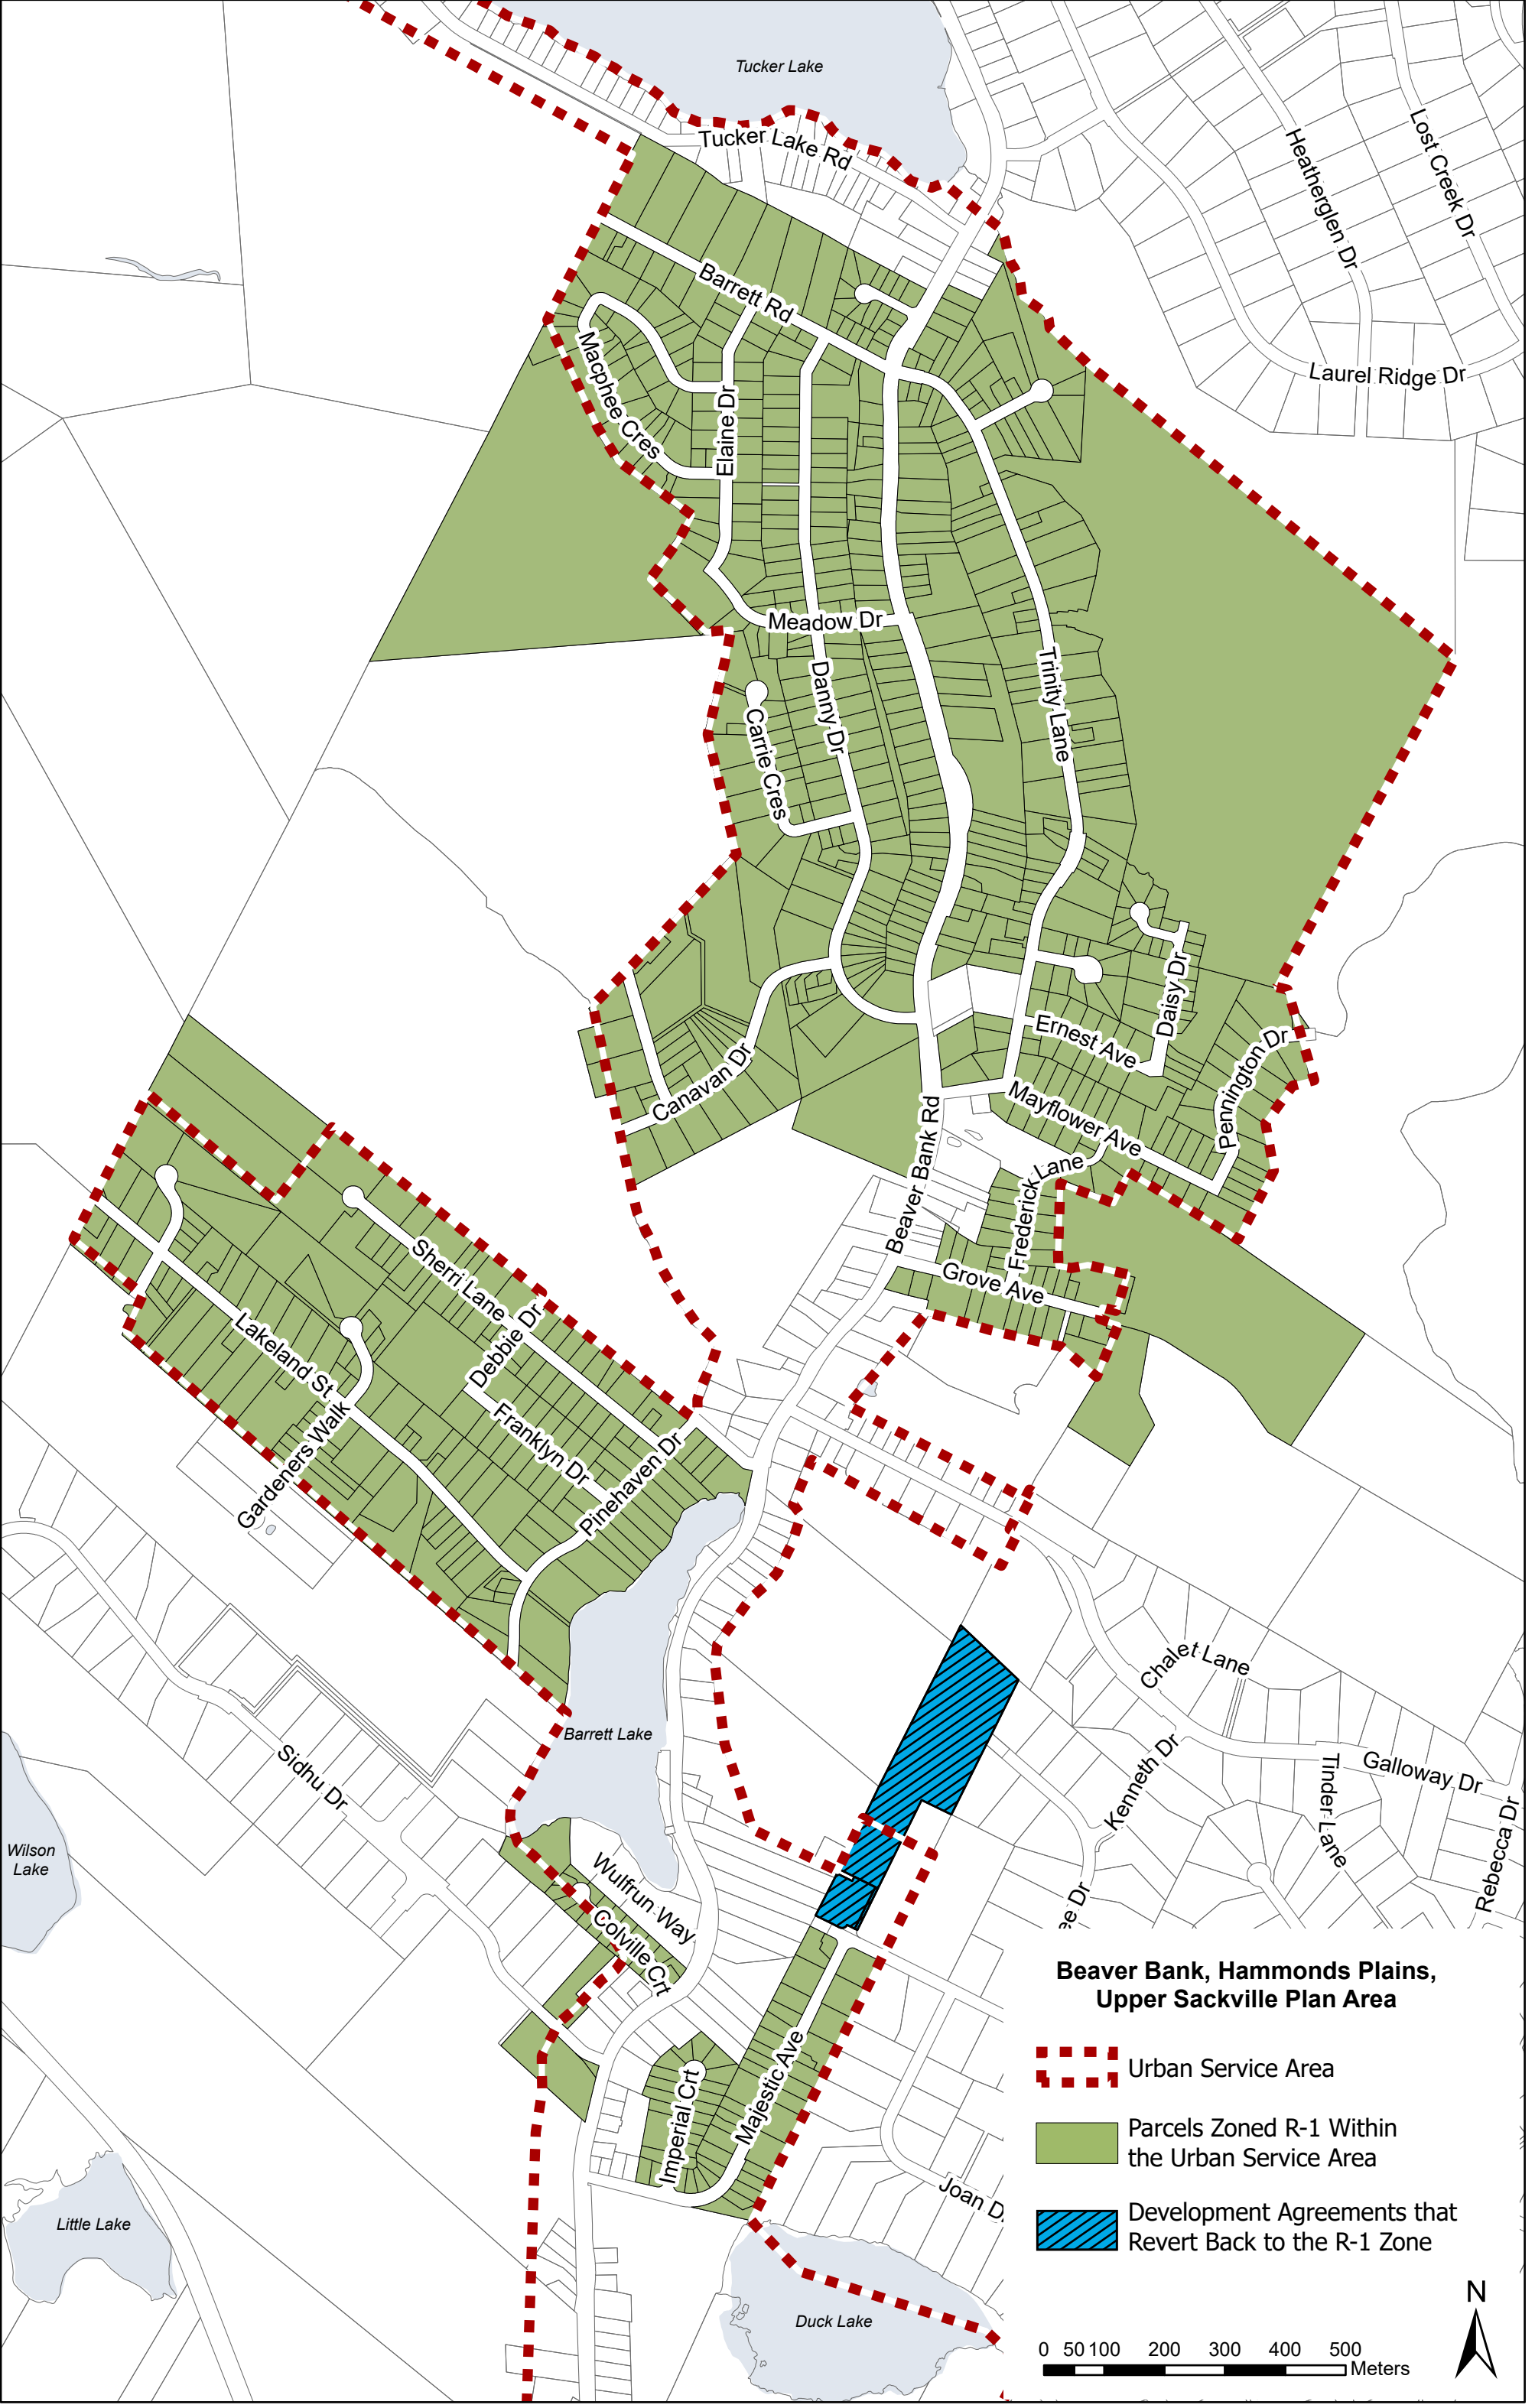 Tucker Lake
Tucker Lake Rd
Heatherglen Dr
Lost Creek Dr
Barrett Rd
Laurel Ridge Dr
Macphee Cres
Elaine Dr
Meadow Dr
Danny Dr
Trinity Lane
Carrie Cres
Daisy Dr
Ernest Ave
Pennington Dr
Canavan Dr
Mayflower Ave
Beaver Bank Rd
Frederick Lane
Grove Ave
Sherri Lane
Debbie Dr
Lakeland St
Franklyn Dr
Gardeners Walk
Pinehaven Dr
Chalet Lane
Barrett Lake
Sidhu Dr
Kenneth Dr
Galloway Dr
Tinder Lane
Rebecca Dr
Wilson
Lake
Wulfrun Way
Colville Crt
ee Dr
Majestic Ave
Imperial Crt
Joan D
Little Lake
Duck Lake
Beaver Bank, Hammonds Plains,
Upper Sackville Plan Area
Urban Service Area
Parcels Zoned R-1 Within
the Urban Service Area
Development Agreements that
Revert Back to the R-1 Zone
N
0 50 100 200 300 400 500
Meters